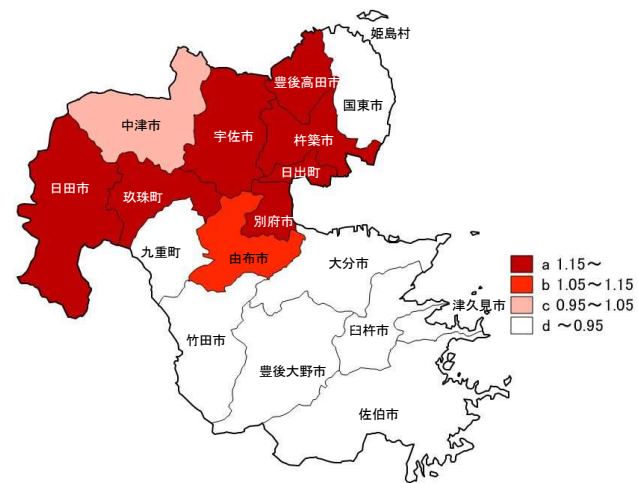 姫島村
豊後高田市
国東市
中津市
宇佐市
杵築市
日出町
日田市
玖珠町
別府市
九重町
由布市
大分市
a 1.15～
b 1.05～1.15
c 0.95～1.05
d ～0.95
津久見市
臼杵市
竹田市
豊後大野市
佐伯市